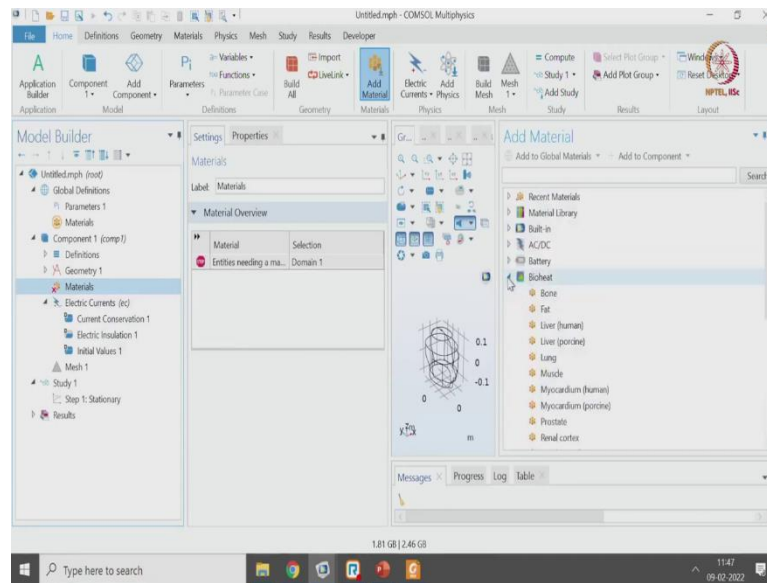 Untitled.mph - COMSOL Multiphysics
File Home Definitions Geometry Materials Physics Mesh Study Results Developer
Application Builder
Component 1
Add Component
Parameters
Variables
Functions
Parameter Case
Build All
Import
LiveLink
Add Material
Electric Currents
Add Physics
Build Mesh
Mesh 1
Compute
Study 1
Add Study
Select Plot Group
Add Plot Group
Windows
Reset Desktop
NPTEL, IISc
Application Model Definitions Geometry Materials Physics Mesh Study Results Layout
Model Builder
Untitled.mph (root)
Global Definitions
Parameters 1
Materials
Component 1 (comp1)
Definitions
Geometry 1
Materials
Electric Currents (ec)
Current Conservation 1
Electric Insulation 1
Initial Values 1
Mesh 1
Study 1
Step 1: Stationary
Results
Settings Properties
Materials
Label: Materials
Material Overview
Material Selection
Entities needing a ma... Domain 1
Gr...
0.1
0
-0.1
0
0
m
Add Material
Add to Global Materials Add to Component
Search
Recent Materials
Material Library
Built-in
AC/DC
Battery
Bioheat
Bone
Fat
Liver (human)
Liver (porcine)
Lung
Muscle
Myocardium (human)
Myocardium (porcine)
Prostate
Renal cortex
Messages Progress Log Table
1.81 GB | 2.46 GB
Type here to search
11:47
09-02-2022